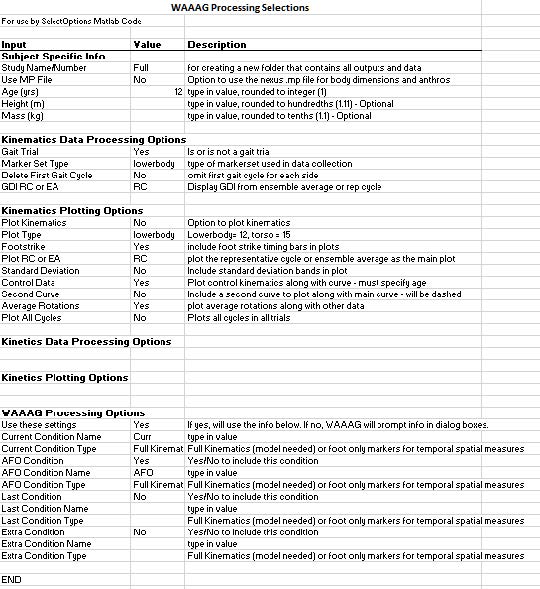 WAAAG Processing Selections
For use by SelectOptions Matlab Code
Input Value Description
Subject Specific Info
Study Name/Number Full for creating a new folder that contains all outputs and data
Use MP File No Option to use the nexus .mp file for body dimensions and anthros
Age (yrs) 12 type in value, rounded to integer (1)
Height (m) type in value, rounded to hundredths (1.11) - Optional
Mass (kg) type in value, rounded to tenths (1.1) - Optional
Kinematics Data Processing Options
Gait Trial Yes Is or is not a gait trial
Marker Set Type lowerbody type of markerset used in data collection
Delete First Gait Cycle No omit first gait cycle for each side
GDI RC or EA RC Display GDI from ensemble average or rep cycle
Kinematics Plotting Options
Plot Kinematics No Option to plot kinematics
Plot Type lowerbody Lowerbody= 12, torso = 15
Footstrike Yes include foot strike timing bars in plots
Plot RC or EA RC plot the representative cycle or ensemble average as the main plot
Standard Deviation No Include standard deviation bands in plot
Control Data Yes Plot control kinematics along with curve - must specify age
Second Curve No Include a second curve to plot along with main curve - will be dashed
Average Rotations Yes plot average rotations along with other data
Plot All Cycles No Plots all cycles in all trials
Kinetics Data Processing Options
Kinetics Plotting Options
WAAAG Processing Options
Use these settings Yes If yes, will use the info below. If no, WAAAG will prompt info in dialog boxes.
Current Condition Name Curr type in value
Current Condition Type Full Kinemat Full Kinematics (model needed) or foot only markers for temporal spatial measures
AFO Condition Yes Yes/No to include this condition
AFO Condition Name AFO type in value
AFO Condition Type Full Kinemat Full Kinematics (model needed) or foot only markers for temporal spatial measures
Last Condition No Yes/No to include this condition
Last Condition Name type in value
Last Condition Type Full Kinematics (model needed) or foot only markers for temporal spatial measures
Extra Condition No Yes/No to include this condition
Extra Condition Name type in value
Extra Condition Type Full Kinematics (model needed) or foot only markers for temporal spatial measures
END